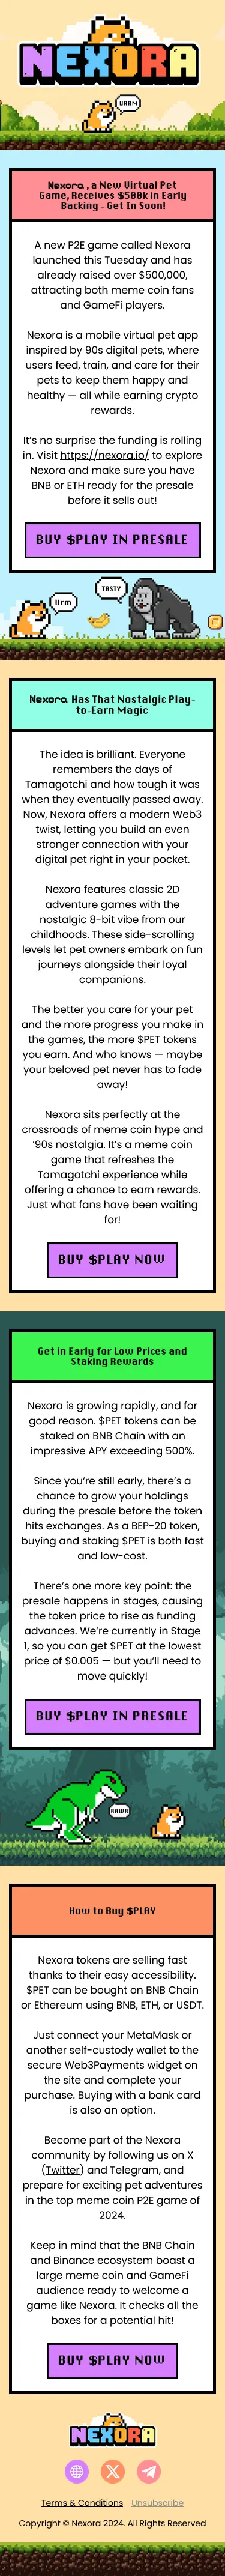 NEXORA
URRM
Nexora, a New Virtual Pet
Game, Receives $500k in Early
Backing - Get In Soon!
A new P2E game called Nexora
launched this Tuesday and has
already raised over $500,000,
attracting both meme coin fans
and GameFi players.
Nexora is a mobile virtual pet app
inspired by 90s digital pets, where
users feed, train, and care for their
pets to keep them happy and
healthy — all while earning crypto
rewards.
It's no surprise the funding is rolling
in. Visit https://nexora.io/ to explore
Nexora and make sure you have
BNB or ETH ready for the presale
before it sells out!
BUY $PLAY IN PRESALE
TASTY
Urm
Nexora Has That Nostalgic Play-
to-Earn Magic
The idea is brilliant. Everyone
remembers the days of
Tamagotchi and how tough it was
when they eventually passed away.
Now, Nexora offers a modern Web3
twist, letting you build an even
stronger connection with your
digital pet right in your pocket.
Nexora features classic 2D
adventure games with the
nostalgic 8-bit vibe from our
childhoods. These side-scrolling
levels let pet owners embark on fun
journeys alongside their loyal
companions.
The better you care for your pet
and the more progress you make in
the games, the more $PET tokens
you earn. And who knows — maybe
your beloved pet never has to fade
away!
Nexora sits perfectly at the
crossroads of meme coin hype and
'90s nostalgia. It's a meme coin
game that refreshes the
Tamagotchi experience while
offering a chance to earn rewards.
Just what fans have been waiting
for!
BUY $PLAY NOW
Get in Early for Low Prices and
Staking Rewards
Nexora is growing rapidly, and for
good reason. $PET tokens can be
staked on BNB Chain with an
impressive APY exceeding 500%.
Since you're still early, there's a
chance to grow your holdings
during the presale before the token
hits exchanges. As a BEP-20 token,
buying and staking $PET is both fast
and low-cost.
There's one more key point: the
presale happens in stages, causing
the token price to rise as funding
advances. We're currently in Stage
1, so you can get $PET at the lowest
price of $0.005 — but you'll need to
move quickly!
BUY $PLAY IN PRESALE
RAWR
How to Buy $PLAY
Nexora tokens are selling fast
thanks to their easy accessibility.
$PET can be bought on BNB Chain
or Ethereum using BNB, ETH, or USDT.
Just connect your MetaMask or
another self-custody wallet to the
secure Web3Payments widget on
the site and complete your
purchase. Buying with a bank card
is also an option.
Become part of the Nexora
community by following us on X
(Twitter) and Telegram, and
prepare for exciting pet adventures
in the top meme coin P2E game of
2024.
Keep in mind that the BNB Chain
and Binance ecosystem boast a
large meme coin and GameFi
audience ready to welcome a
game like Nexora. It checks all the
boxes for a potential hit!
BUY $PLAY NOW
NEXORA
Terms & Conditions Unsubscribe
Copyright © Nexora 2024. All Rights Reserved